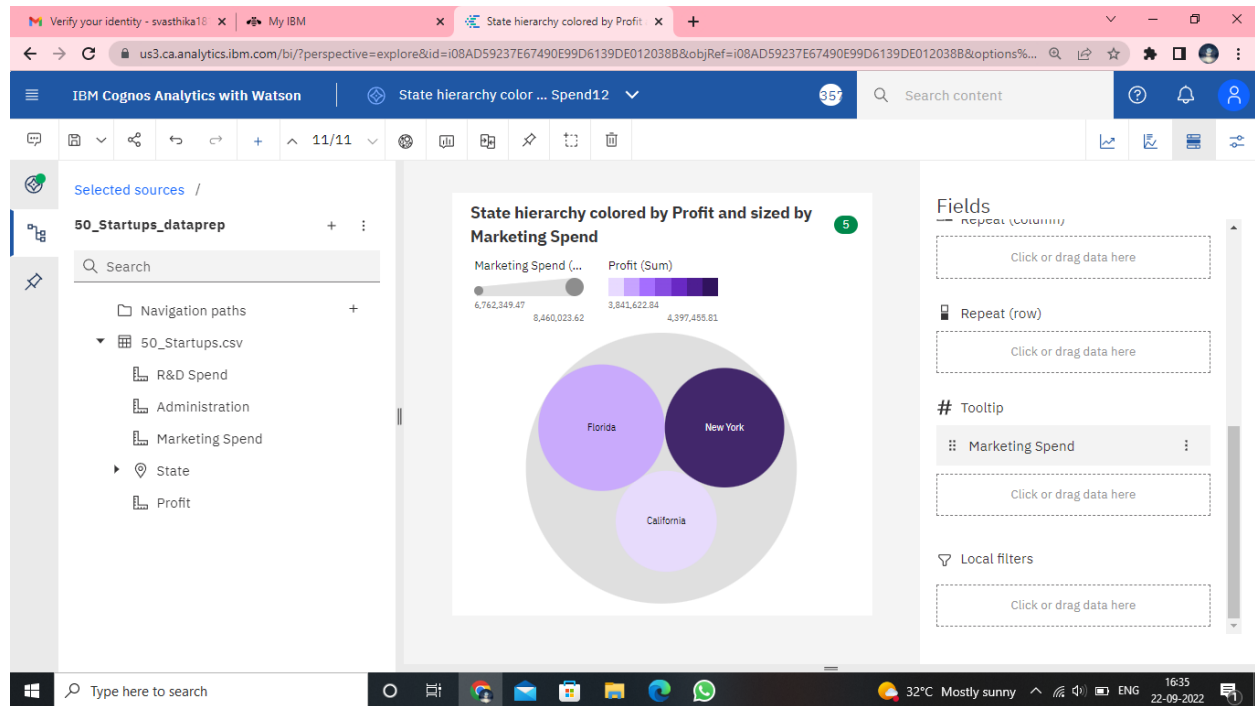 Verify your identity - svasthika18
My IBM
State hierarchy colored by Profit
us3.ca.analytics.ibm.com/bi/?perspective=explore&id=i08AD59237E67490E99D6139DE012038B&objRef=i08AD59237E67490E99D6139DE012038B&options%...
IBM Cognos Analytics with Watson
State hierarchy color ... Spend12
357
Search content
11/11
Selected sources /
50_Startups_dataprep
Search
Navigation paths
50_Startups.csv
R&D Spend
Administration
Marketing Spend
State
Profit
State hierarchy colored by Profit and sized by
Marketing Spend
5
Marketing Spend (...
Profit (Sum)
6,762,349.47
8,460,023.62
3,841,622.84
4,397,455.81
Florida
New York
California
Fields
Repeat (column)
Click or drag data here
Repeat (row)
Click or drag data here
# Tooltip
Marketing Spend
Click or drag data here
Local filters
Click or drag data here
Type here to search
32°C Mostly sunny
ENG
16:35
22-09-2022
1